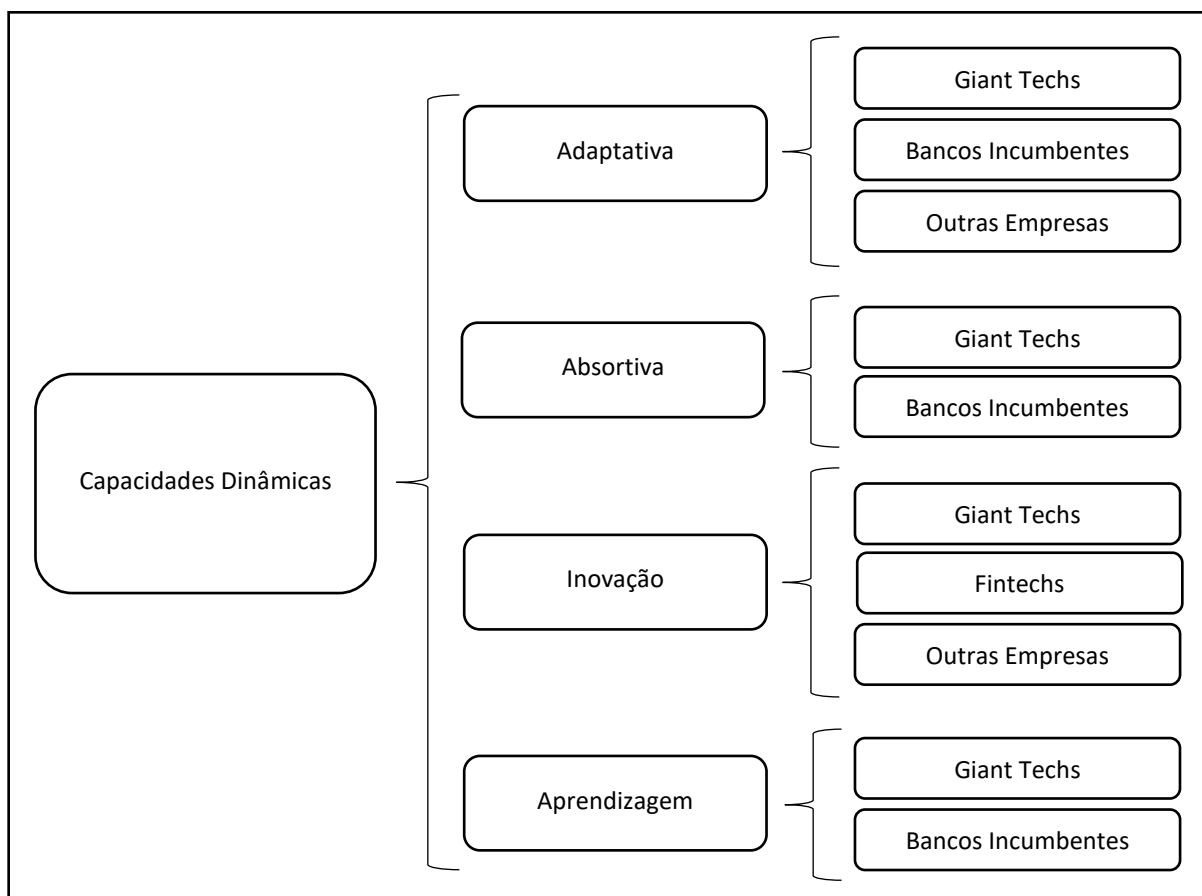 Capacidades Dinâmicas
Adaptativa
Giant Techs
Bancos Incumbentes
Outras Empresas
Absortiva
Giant Techs
Bancos Incumbentes
Inovação
Giant Techs
Fintechs
Outras Empresas
Aprendizagem
Giant Techs
Bancos Incumbentes